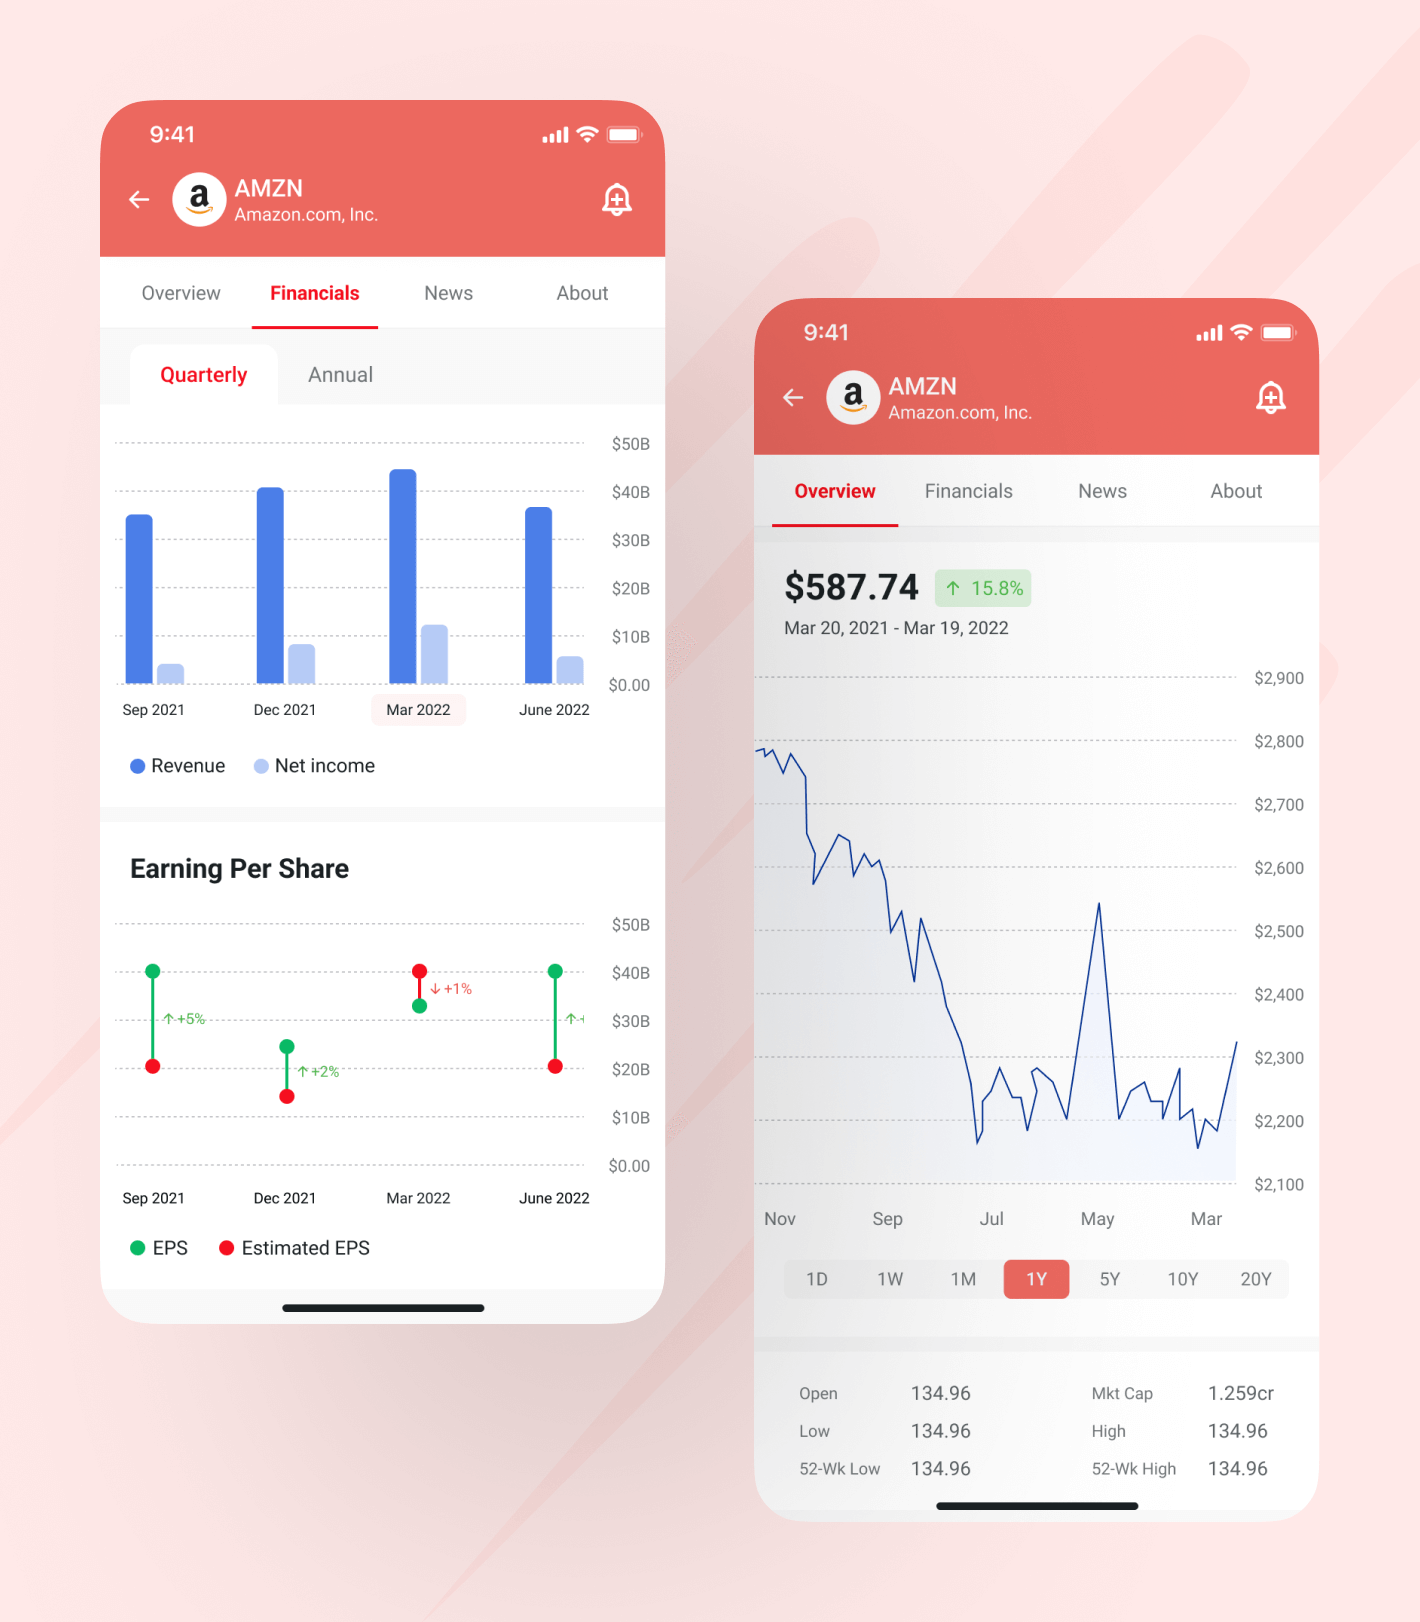 9:41
AMZN
Amazon.com, Inc.
Overview Financials News About
Quarterly Annual
$50B
$40B
$30B
$20B
$10B
$0.00
Sep 2021 Dec 2021 Mar 2022 June 2022
Revenue Net income
Earning Per Share
$50B
$40B
↓ +1%
↑ +5% ↑ +
$30B
↑ +2% $20B
$10B
$0.00
Sep 2021 Dec 2021 Mar 2022 June 2022
EPS Estimated EPS
9:41
AMZN
Amazon.com, Inc.
Overview Financials News About
$587.74 ↑ 15.8%
Mar 20, 2021 - Mar 19, 2022
$2,900
$2,800
$2,700
$2,600
$2,500
$2,400
$2,300
$2,200
$2,100
Nov Sep Jul May Mar
1D 1W 1M 1Y 5Y 10Y 20Y
Open 134.96 Mkt Cap 1.259cr
Low 134.96 High 134.96
52-Wk Low 134.96 52-Wk High 134.96